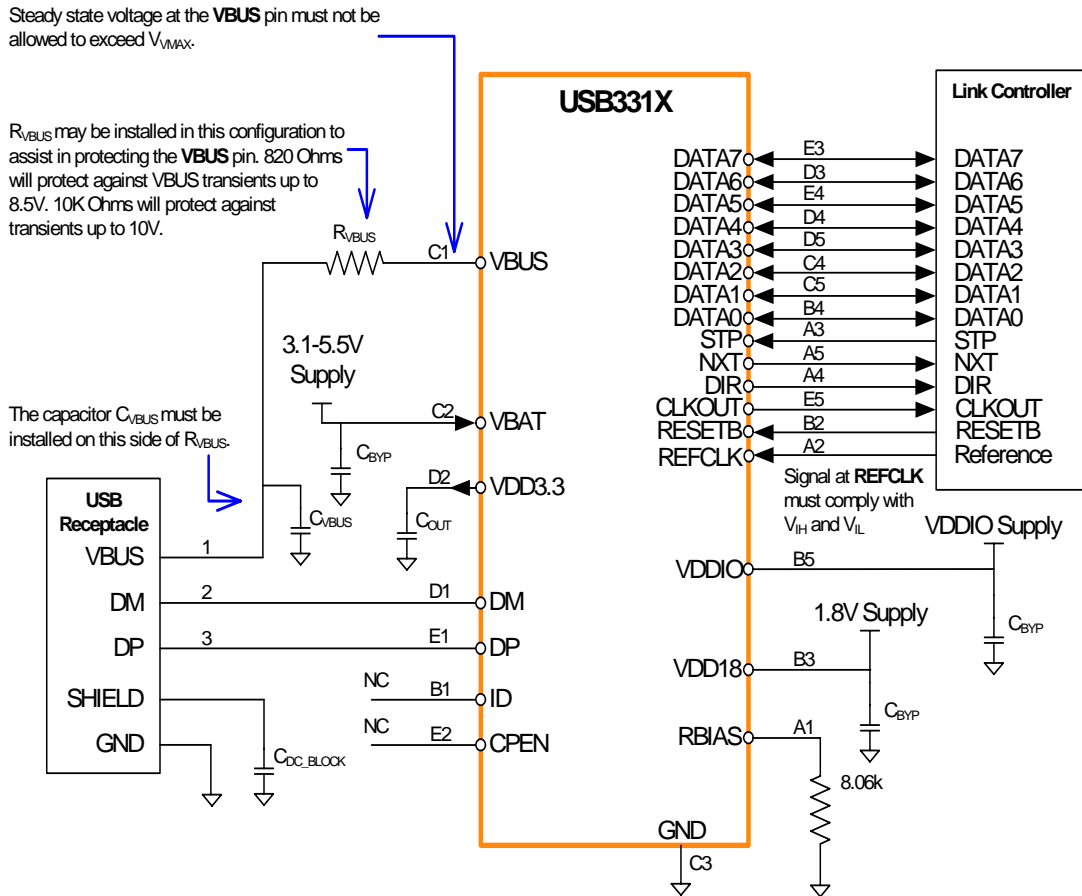 Steady state voltage at the VBUS pin must not be
allowed to exceed VVMAX.
RVBUS may be installed in this configuration to
assist in protecting the VBUS pin. 820 Ohms
will protect against VBUS transients up to
8.5V. 10K Ohms will protect against
transients up to 10V.
RVBUS
C1
VBUS
3.1-5.5V
Supply
The capacitor CVBUS must be
installed on this side of RVBUS.
C2
VBAT
CBYP
D2
VDD3.3
COUT
CVBUS
USB
Receptacle
VBUS
1
DM
2
D1
DM
DP
3
E1
DP
SHIELD
NC
B1
ID
GND
NC
E2
CPEN
CDC_BLOCK
USB331X
Link Controller
DATA7
E3
DATA7
DATA6
D3
DATA6
DATA5
E4
DATA5
DATA4
D4
DATA4
DATA3
D5
DATA3
DATA2
C4
DATA2
DATA1
C5
DATA1
DATA0
B4
DATA0
STP
A3
STP
NXT
A5
NXT
DIR
A4
DIR
CLKOUT
E5
CLKOUT
RESETB
B2
RESETB
REFCLK
A2
Reference
Signal at REFCLK
must comply with
VIH and VIL
VDDIO Supply
VDDIO
B5
CBYP
1.8V Supply
VDD18
B3
CBYP
RBIAS
A1
8.06k
GND
C3